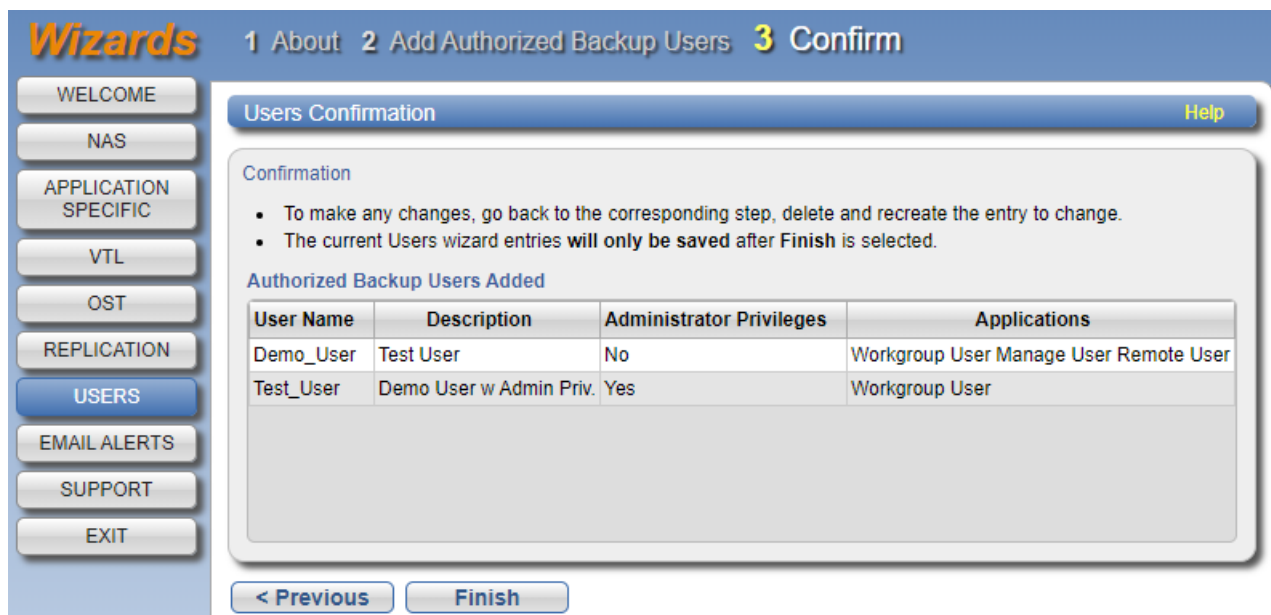 Wizards 1 About 2 Add Authorized Backup Users 3 Confirm
WELCOME
NAS
APPLICATION
SPECIFIC
VTL
OST
REPLICATION
USERS
EMAIL ALERTS
SUPPORT
EXIT
Users Confirmation Help
Confirmation
• To make any changes, go back to the corresponding step, delete and recreate the entry to change.
• The current Users wizard entries will only be saved after Finish is selected.
Authorized Backup Users Added
User Name Description Administrator Privileges Applications
Demo_User Test User No Workgroup User Manage User Remote User
Test_User Demo User w Admin Priv. Yes Workgroup User
< Previous Finish